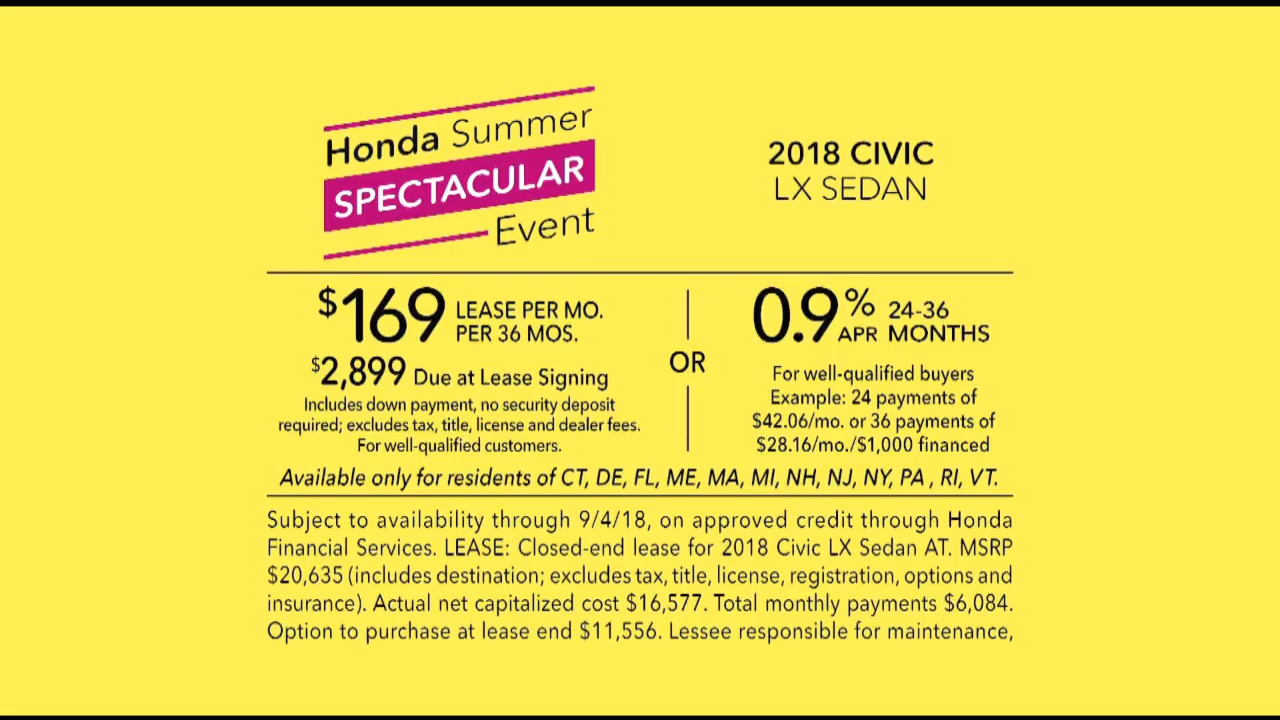 Honda Summer
SPECTACULAR
Event
2018 CIVIC
LX SEDAN
$169 LEASE PER MO.
PER 36 MOS.
$2,899 Due at Lease Signing
Includes down payment, no security deposit
required; excludes tax, title, license and dealer fees.
For well-qualified customers.
OR
0.9% APR 24-36
MONTHS
For well-qualified buyers
Example: 24 payments of
$42.06/mo. or 36 payments of
$28.16/mo./$1,000 financed
Available only for residents of CT, DE, FL, ME, MA, MI, NH, NJ, NY, PA , RI, VT.
Subject to availability through 9/4/18, on approved credit through Honda
Financial Services. LEASE: Closed-end lease for 2018 Civic LX Sedan AT. MSRP
$20,635 (includes destination; excludes tax, title, license, registration, options and
insurance). Actual net capitalized cost $16,577. Total monthly payments $6,084.
Option to purchase at lease end $11,556. Lessee responsible for maintenance,